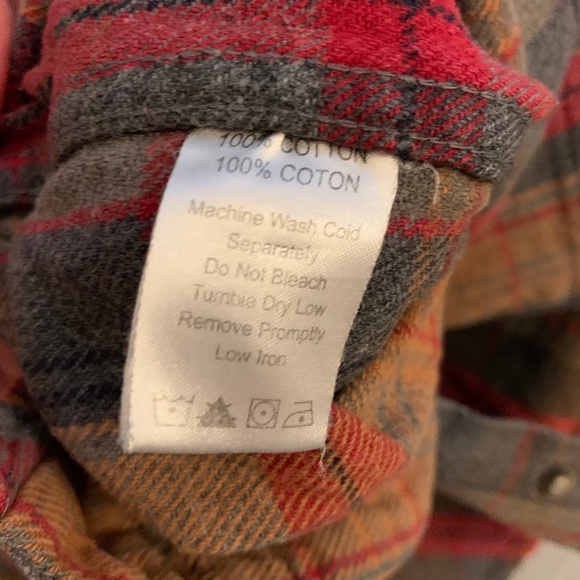 100% COTTON
100% COTON
Machine Wash Cold
Separately
Do Not Bleach
Tumble Dry Low
Remove Promptly
Low Iron